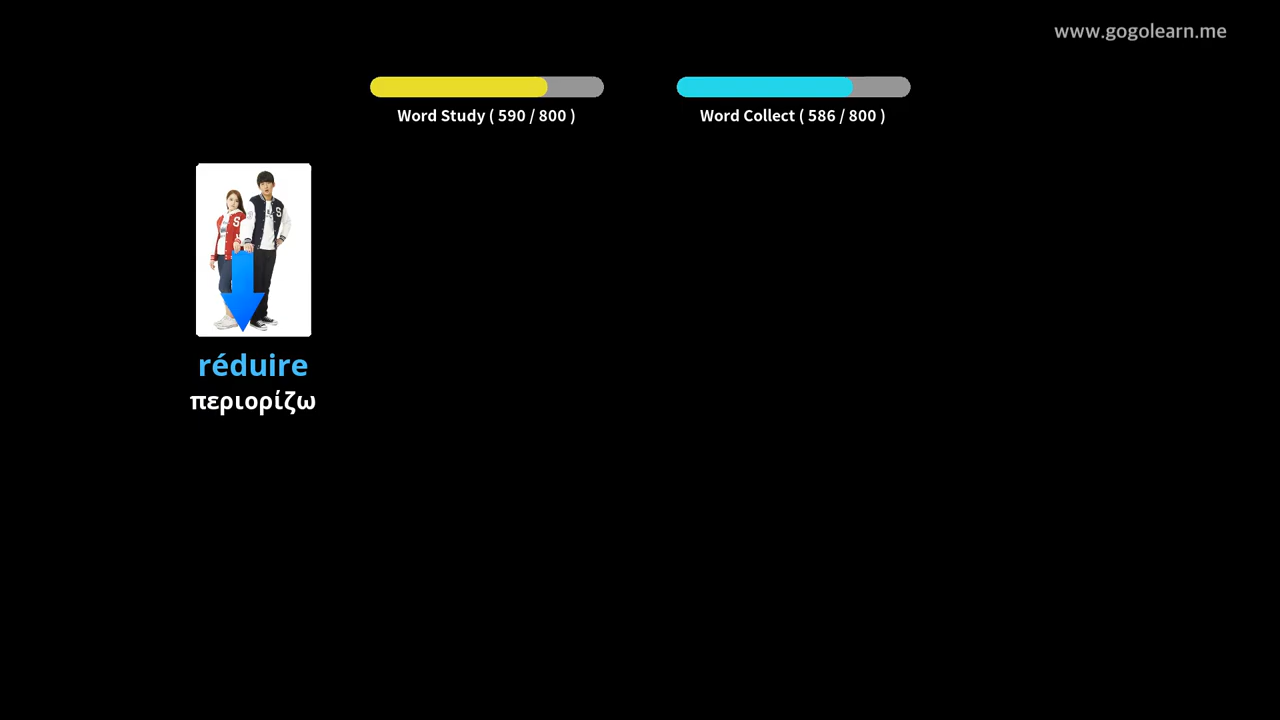 www.gogolearn.me
Word Study ( 590 / 800 )
Word Collect ( 586 / 800 )
S
S
réduire
περιορίζω